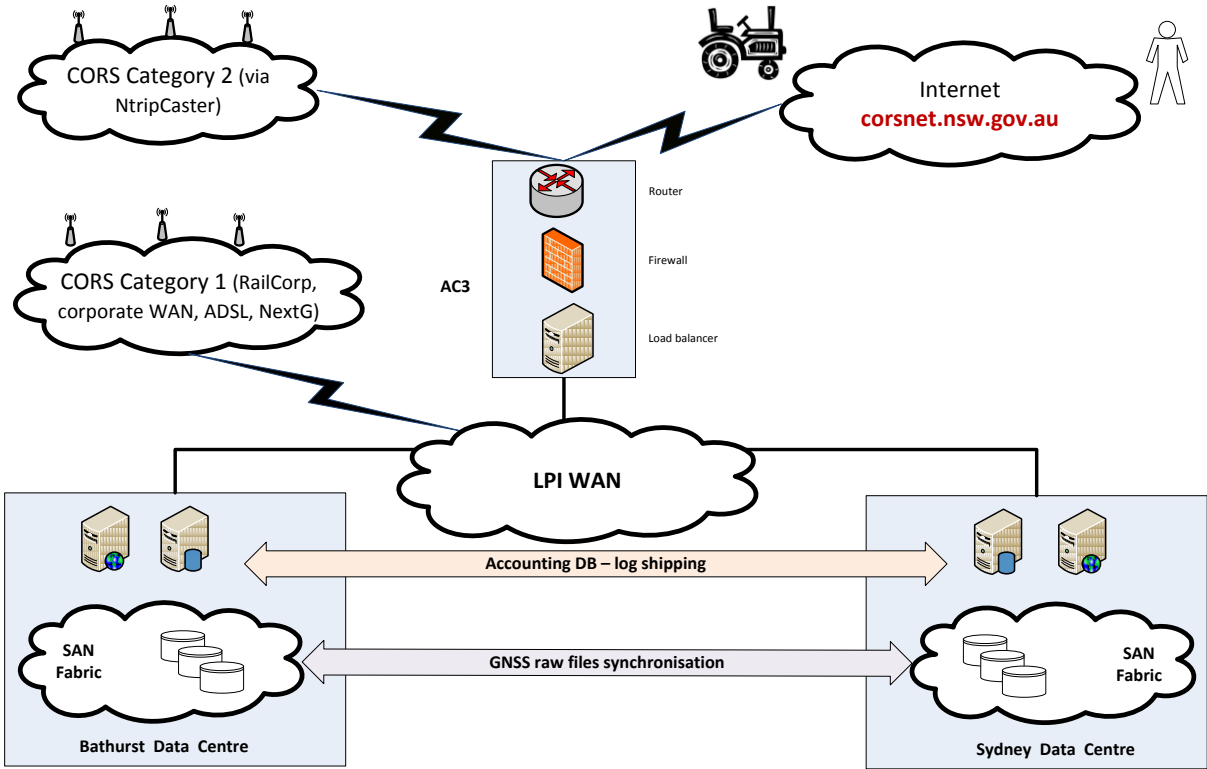 CORS Category 2 (via
NtripCaster)
Internet
corsnet.nsw.gov.au
Router
Firewall
AC3
Load balancer
CORS Category 1 (RailCorp,
corporate WAN, ADSL, NextG)
LPI WAN
Accounting DB – log shipping
SAN
Fabric
GNSS raw files synchronisation
SAN
Fabric
Bathurst Data Centre
Sydney Data Centre